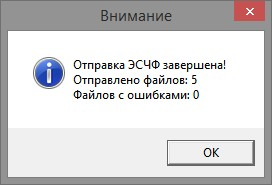 Внимание
Отправка ЭСЧФ завершена!
Отправлено файлов: 5
Файлов с ошибками: 0
OK